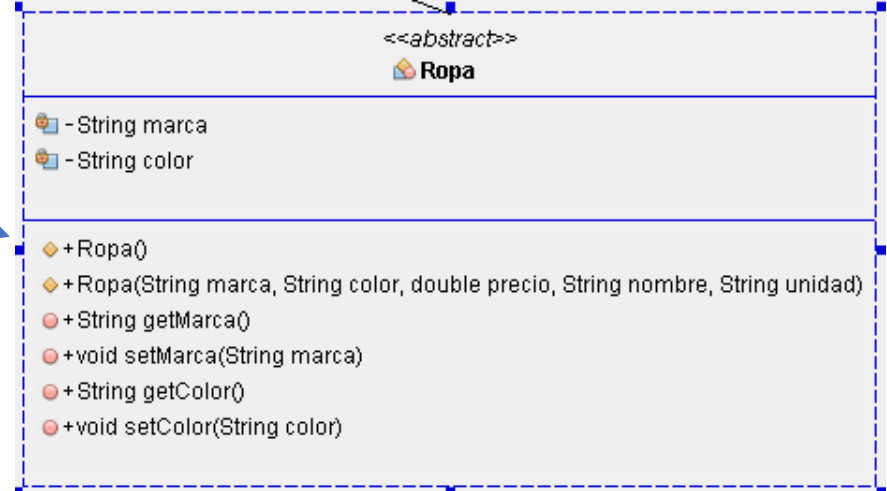 <<abstract>>
Ropa
-String marca
-String color
+Ropa()
+Ropa(String marca, String color, double precio, String nombre, String unidad)
+String getMarca()
+void setMarca(String marca)
+String getColor()
+void setColor(String color)